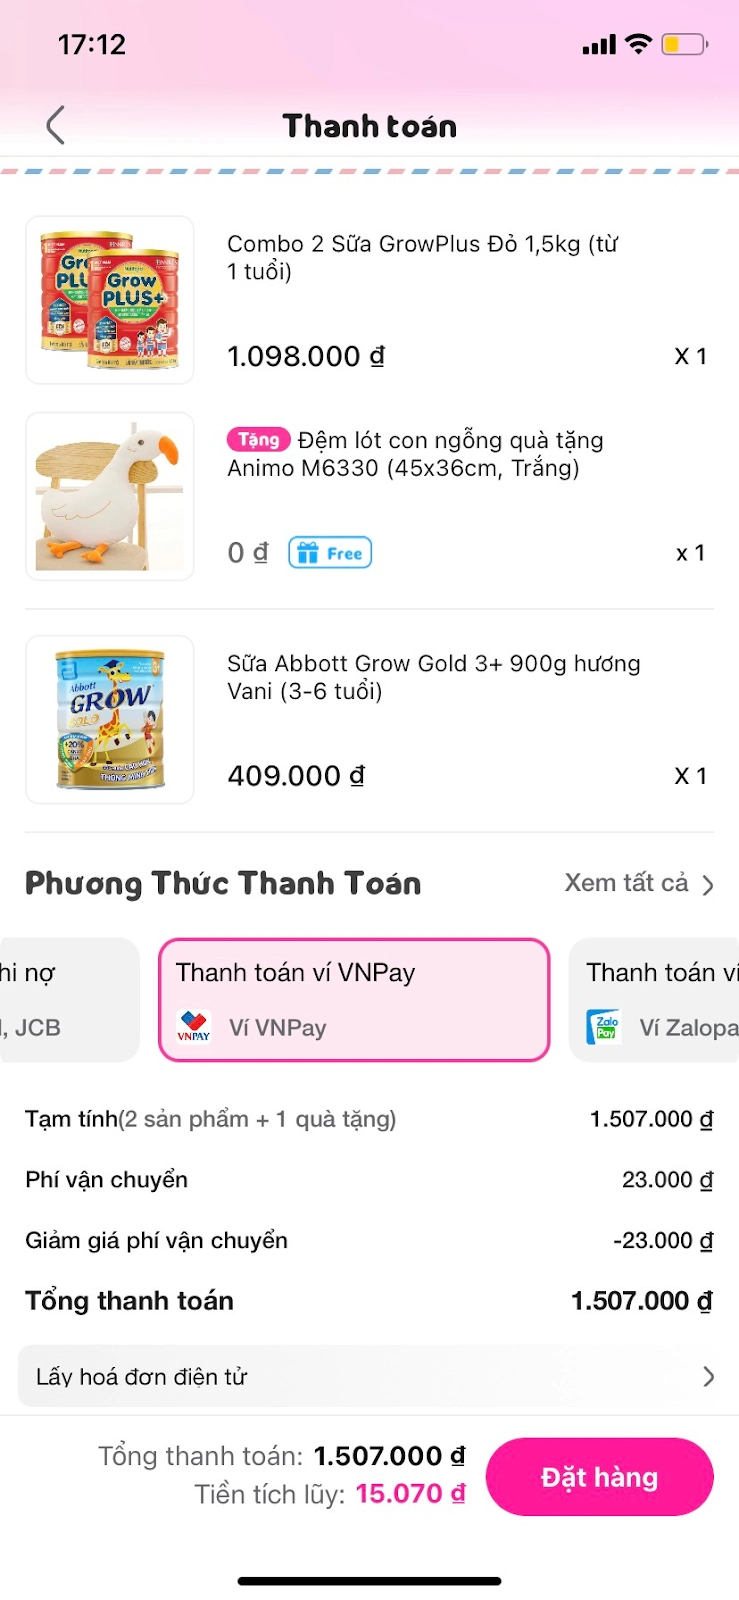 17:12
Thanh toán
Combo 2 Sữa GrowPlus Đỏ 1,5kg (từ
1 tuổi)
1.098.000 ₫
X 1
Grow
PLUS+
Tặng Đệm lót con ngỗng quà tặng
Animo M6330 (45x36cm, Trắng)
0 ₫
Free
x 1
Sữa Abbott Grow Gold 3+ 900g hương
Vani (3-6 tuổi)
409.000 ₫
X 1
Abbott
GROW
GOLD
3+
+20%
Phương Thức Thanh Toán
Xem tất cả
hi nợ
, JCB
Thanh toán ví VNPay
VNPAY
Ví VNPay
Thanh toán ví
Zalo
Pay
Ví Zalopa
Tạm tính(2 sản phẩm + 1 quà tặng)
1.507.000 ₫
Phí vận chuyển
23.000 ₫
Giảm giá phí vận chuyển
-23.000 ₫
Tổng thanh toán
1.507.000 ₫
Lấy hoá đơn điện tử
Tổng thanh toán: 1.507.000 ₫
Tiền tích lũy: 15.070 ₫
Đặt hàng